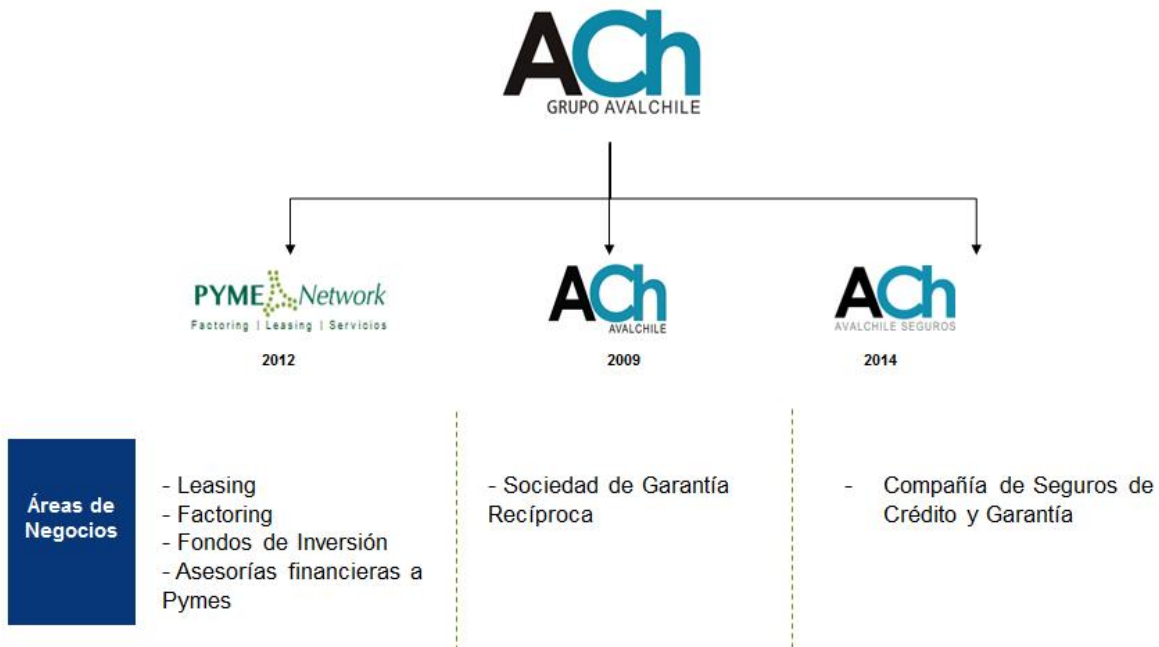 ACh
GRUPO AVALCHILE
PYME Network
Factoring | Leasing | Servicios
2012
ACh
AVALCHILE
2009
ACh
AVALCHILE SEGUROS
2014
Áreas de
Negocios
- Leasing
- Factoring
- Fondos de Inversión
- Asesorías financieras a
Pymes
- Sociedad de Garantía
Recíproca
- Compañía de Seguros de
Crédito y Garantía